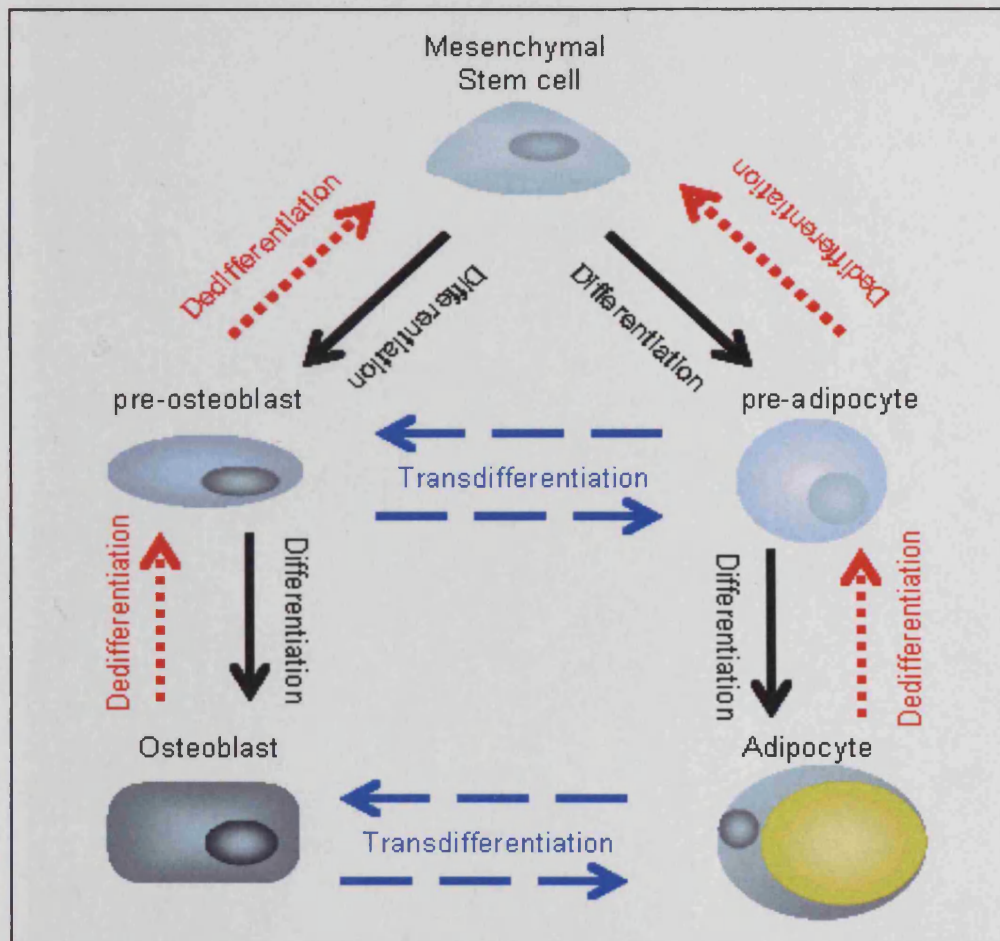 Mesenchymal
Stem cell
Dedifferentiation
Differentiation
Differentiation
Dedifferentiation
pre-osteoblast
pre-adipocyte
Transdifferentiation
Dedifferentiation
Differentiation
Differentiation
Dedifferentiation
Osteoblast
Adipocyte
Transdifferentiation